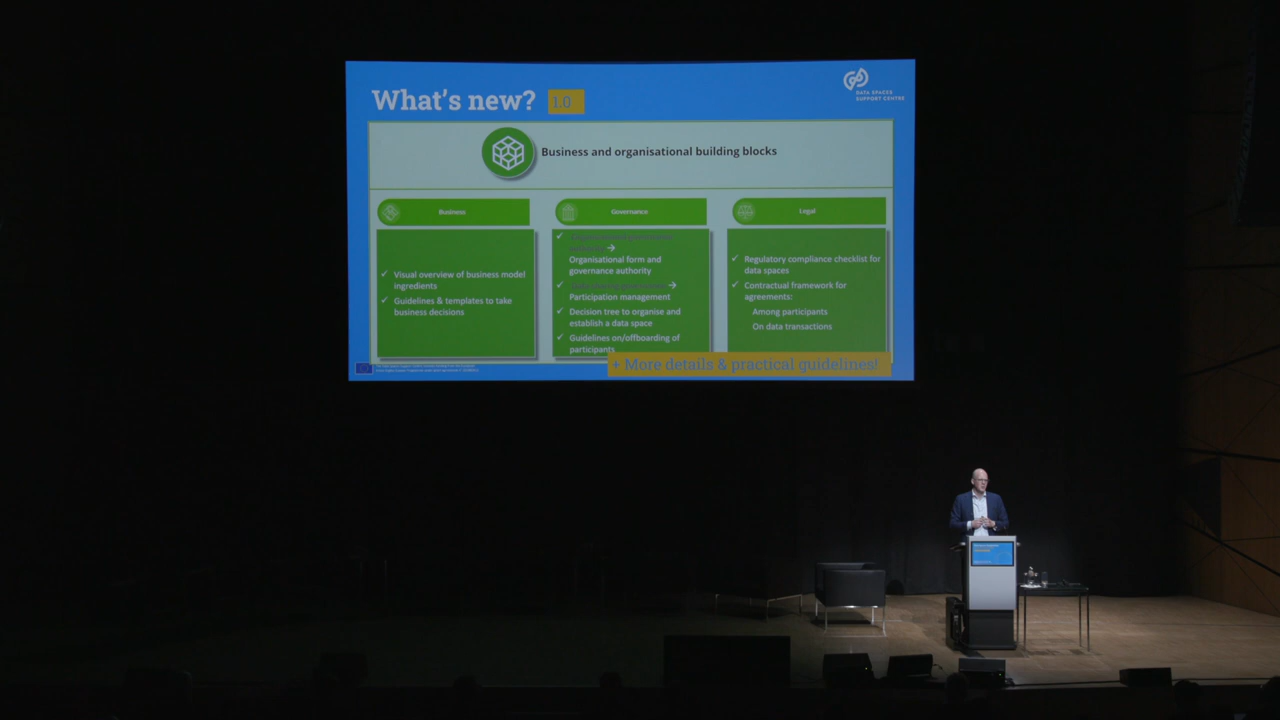 What's new? 1.0
DATA SPACES
SUPPORT CENTRE
Business and organisational building blocks
Business
Visual overview of business model
ingredients
Guidelines & templates to take
business decisions
Governance
→
Organisational form and
governance authority
→
Participation management
Decision tree to organise and
establish a data space
Guidelines on/offboarding of
participants
Legal
Regulatory compliance checklist for
data spaces
Contractual framework for
agreements:
Among participants
On data transactions
+ More details & practical guidelines!